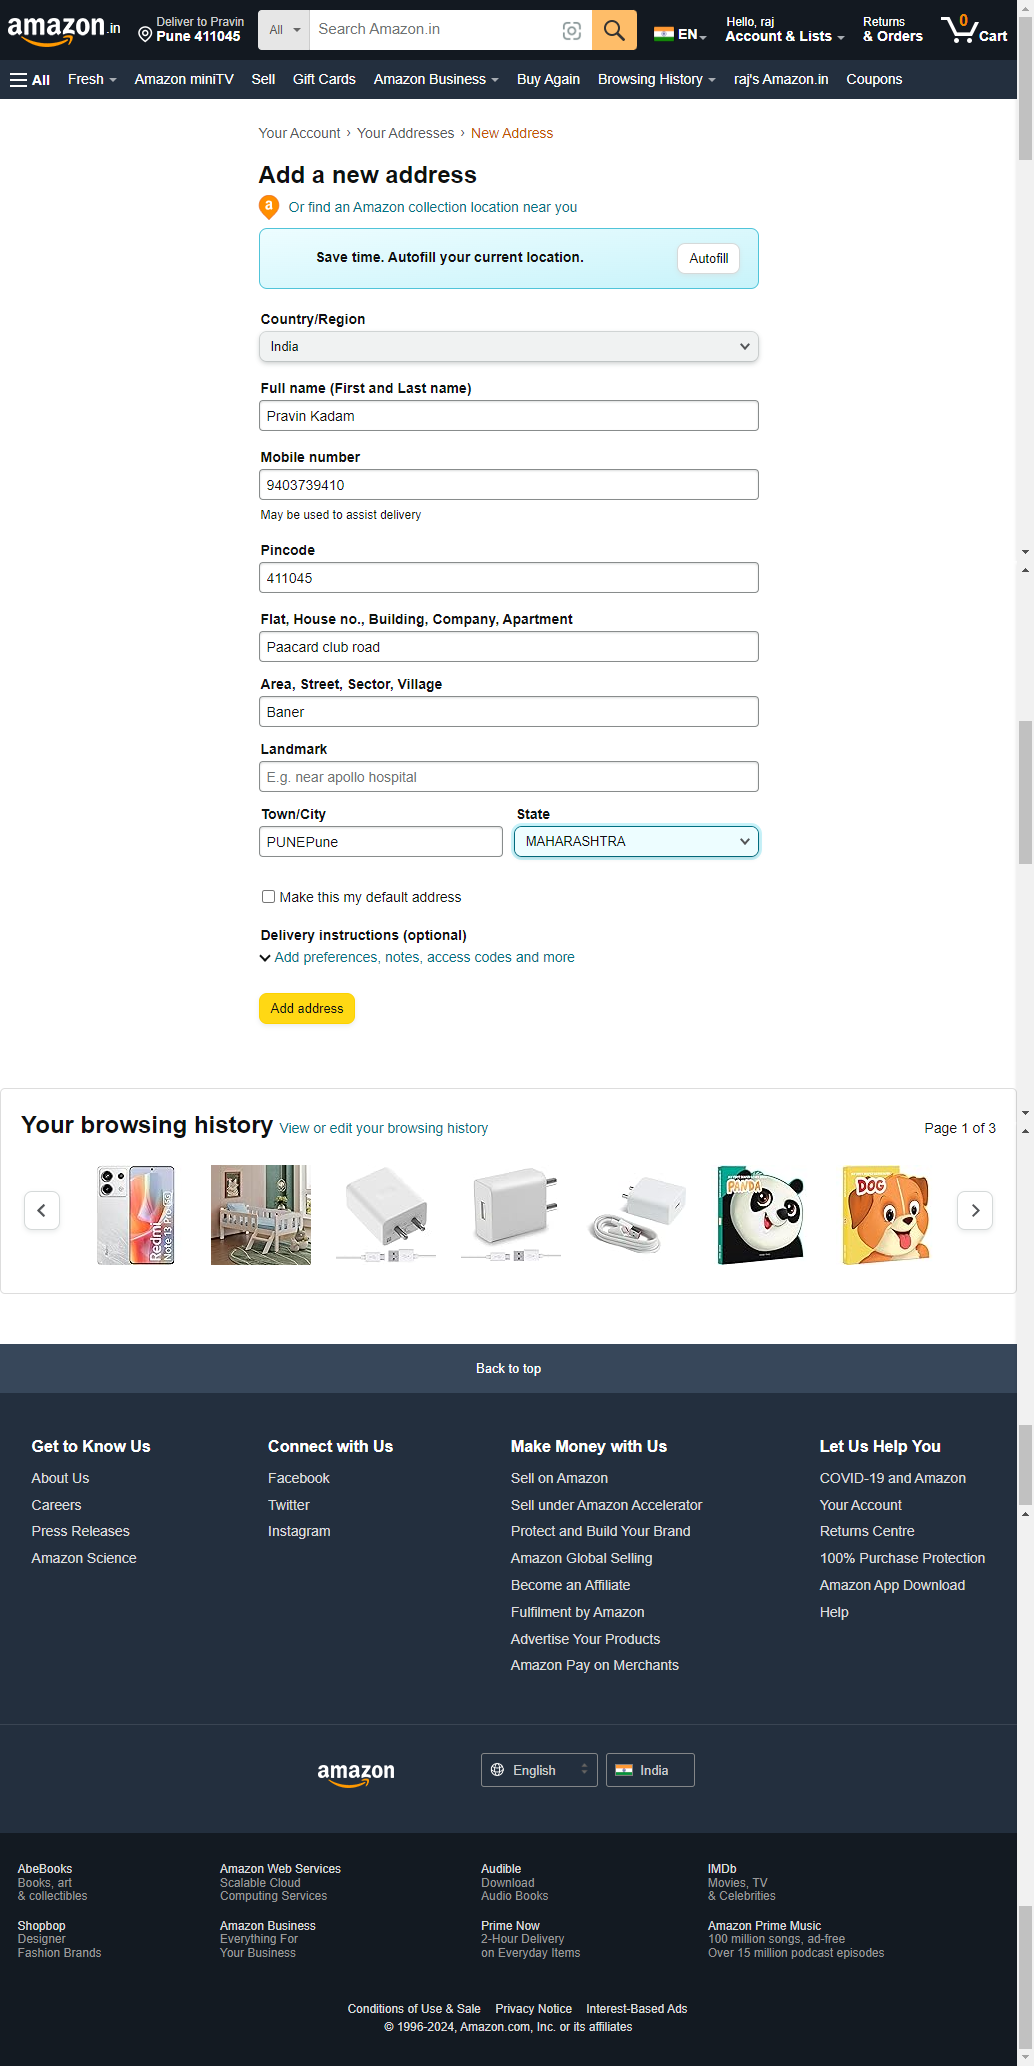 amazon.in
Deliver to Pravin
Pune 411045
All
Search Amazon.in
EN
Hello, raj
Account & Lists
Returns
& Orders
0
Cart
All
Fresh
Amazon miniTV
Sell
Gift Cards
Amazon Business
Buy Again
Browsing History
raj's Amazon.in
Coupons
Your Account › Your Addresses › New Address
Add a new address
a
Or find an Amazon collection location near you
Save time. Autofill your current location.
Autofill
Country/Region
India
Full name (First and Last name)
Pravin Kadam
Mobile number
9403739410
May be used to assist delivery
Pincode
411045
Flat, House no., Building, Company, Apartment
Paacard club road
Area, Street, Sector, Village
Baner
Landmark
E.g. near apollo hospital
Town/City
State
PUNEPune
MAHARASHTRA
Make this my default address
Delivery instructions (optional)
Add preferences, notes, access codes and more
Add address
Your browsing history View or edit your browsing history
Page 1 of 3
Redmi
Note 13 Pro 5G
PANDA
DOG
Back to top
Get to Know Us
About Us
Careers
Press Releases
Amazon Science
Connect with Us
Facebook
Twitter
Instagram
Make Money with Us
Sell on Amazon
Sell under Amazon Accelerator
Protect and Build Your Brand
Amazon Global Selling
Become an Affiliate
Fulfilment by Amazon
Advertise Your Products
Amazon Pay on Merchants
Let Us Help You
COVID-19 and Amazon
Your Account
Returns Centre
100% Purchase Protection
Amazon App Download
Help
amazon
English
India
AbeBooks
Books, art
& collectibles
Amazon Web Services
Scalable Cloud
Computing Services
Audible
Download
Audio Books
IMDb
Movies, TV
& Celebrities
Shopbop
Designer
Fashion Brands
Amazon Business
Everything For
Your Business
Prime Now
2-Hour Delivery
on Everyday Items
Amazon Prime Music
100 million songs, ad-free
Over 15 million podcast episodes
Conditions of Use & Sale
Privacy Notice
Interest-Based Ads
© 1996-2024, Amazon.com, Inc. or its affiliates